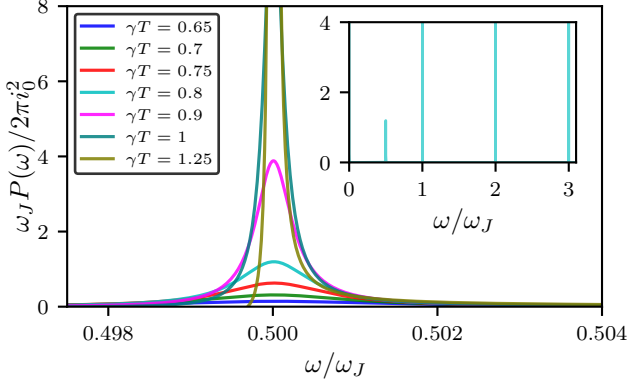 8
6
4
2
0
ω_J P(ω)/2πi_0^2
γT = 0.65
γT = 0.7
γT = 0.75
γT = 0.8
γT = 0.9
γT = 1
γT = 1.25
4
2
0
0 1 2 3
ω/ω_J
0.498 0.500 0.502 0.504
ω/ω_J